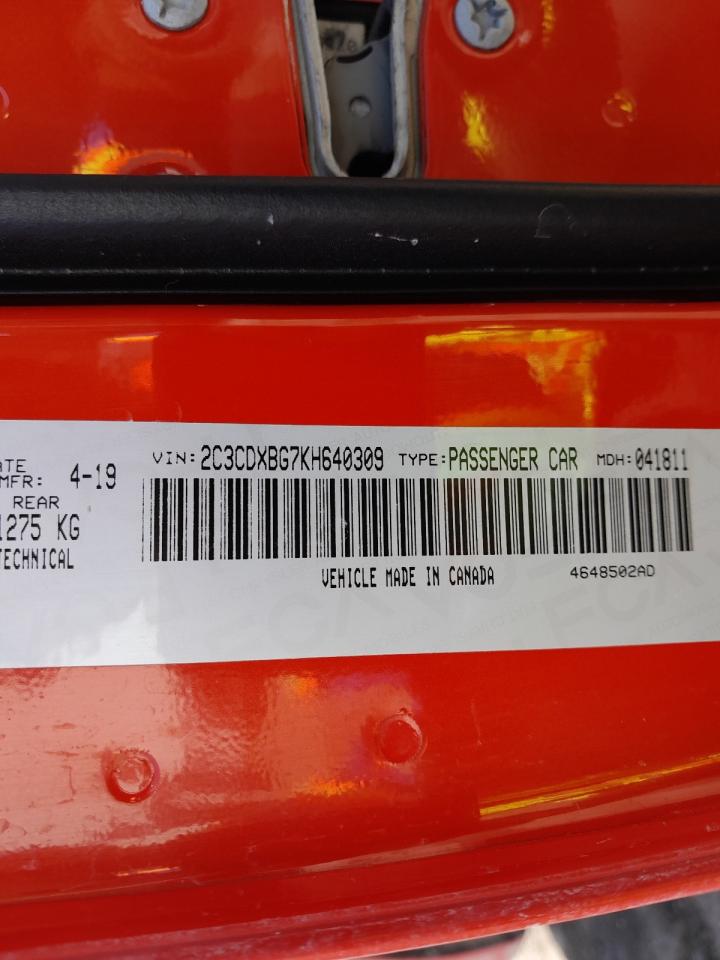 ATE
MFR: 4-19
VIN: 2C3CDXBG7KH640309 TYPE: PASSENGER CAR MDH: 041811
REAR
1275 KG
TECHNICAL
VEHICLE MADE IN CANADA 4648502AD